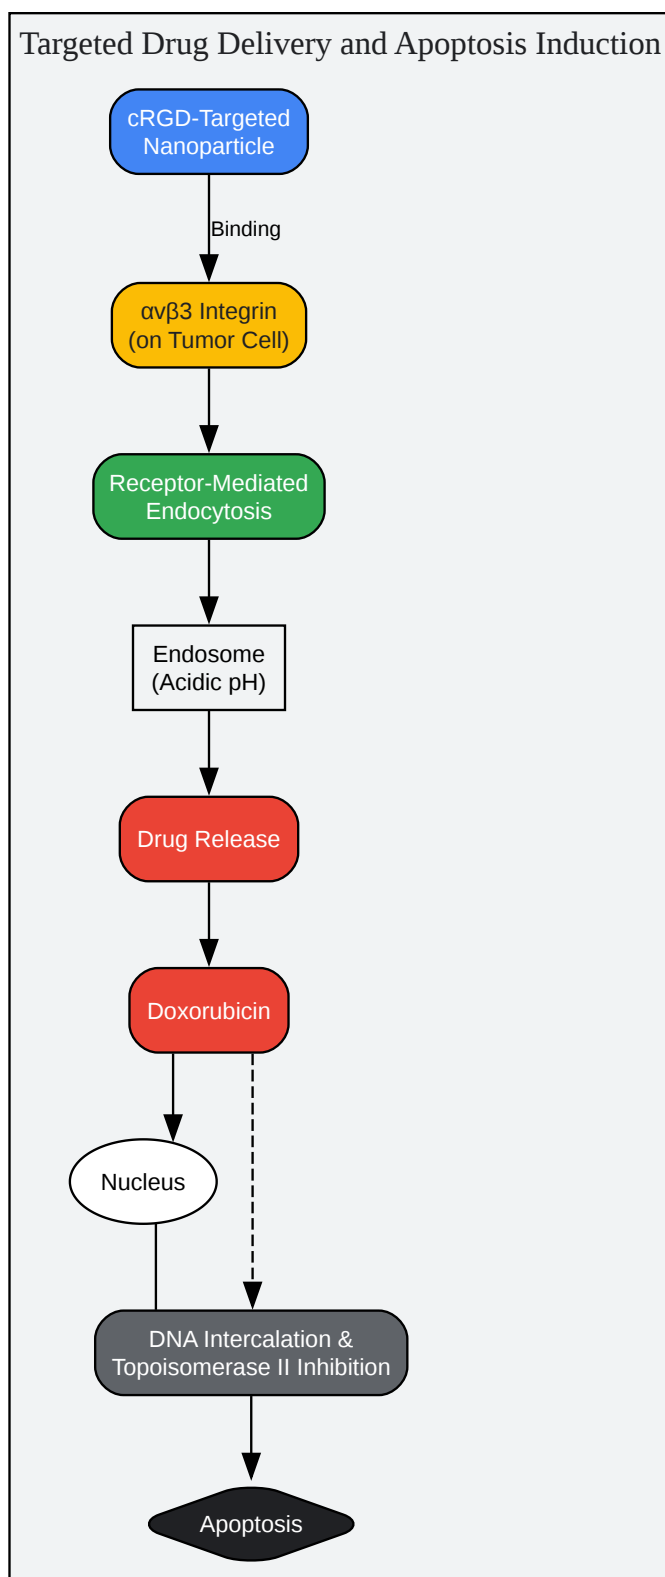 Targeted Drug Delivery and Apoptosis Induction
cRGD-Targeted
Nanoparticle
Binding
αvβ3 Integrin
(on Tumor Cell)
Receptor-Mediated
Endocytosis
Endosome
(Acidic pH)
Drug Release
Doxorubicin
Nucleus
DNA Intercalation &
Topoisomerase II Inhibition
Apoptosis